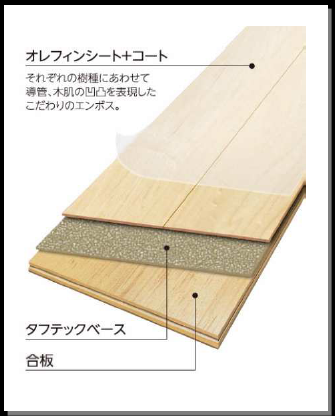 オレフィンシート+コート
それぞれの樹種にあわせて
導管、木肌の凹凸を表現した
こだわりのエンボス。
タフテックベース
合板